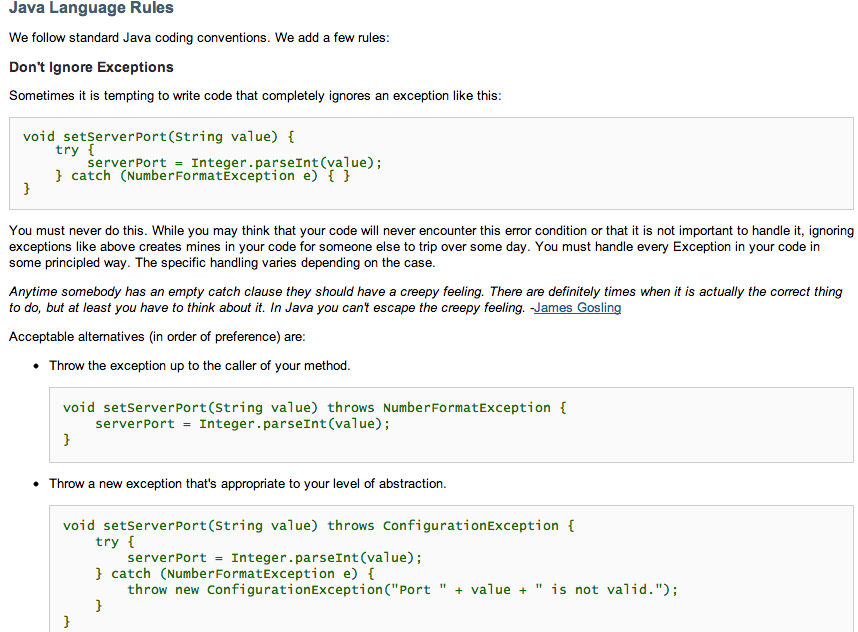 Java Language Rules
We follow standard Java coding conventions. We add a few rules:
Don't Ignore Exceptions
Sometimes it is tempting to write code that completely ignores an exception like this:
void setServerPort(String value) {
    try {
        serverPort = Integer.parseInt(value);
    } catch (NumberFormatException e) { }
}
You must never do this. While you may think that your code will never encounter this error condition or that it is not important to handle it, ignoring
exceptions like above creates mines in your code for someone else to trip over some day. You must handle every Exception in your code in
some principled way. The specific handling varies depending on the case.
Anytime somebody has an empty catch clause they should have a creepy feeling. There are definitely times when it is actually the correct thing
to do, but at least you have to think about it. In Java you can't escape the creepy feeling. -James Gosling
Acceptable alternatives (in order of preference) are:
• Throw the exception up to the caller of your method.
void setServerPort(String value) throws NumberFormatException {
    serverPort = Integer.parseInt(value);
}
• Throw a new exception that's appropriate to your level of abstraction.
void setServerPort(String value) throws ConfigurationException {
    try {
        serverPort = Integer.parseInt(value);
    } catch (NumberFormatException e) {
        throw new ConfigurationException("Port " + value + " is not valid.");
    }
}